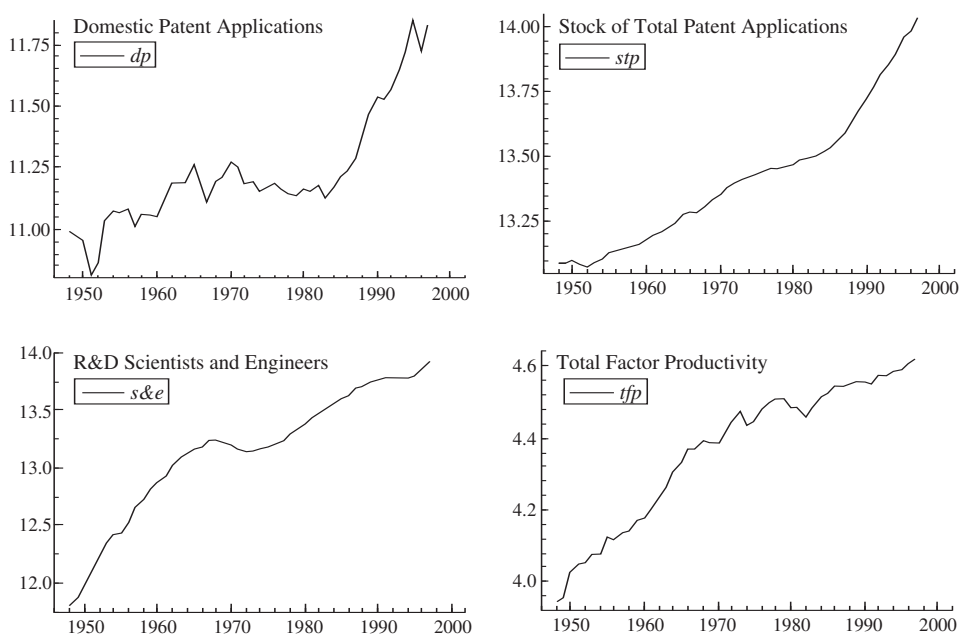 Domestic Patent Applications
dp
11.75
11.50
11.25
11.00
1950 1960 1970 1980 1990 2000
Stock of Total Patent Applications
stp
14.00
13.75
13.50
13.25
1950 1960 1970 1980 1990 2000
R&D Scientists and Engineers
s&e
14.0
13.5
13.0
12.5
12.0
1950 1960 1970 1980 1990 2000
Total Factor Productivity
tfp
4.6
4.4
4.2
4.0
1950 1960 1970 1980 1990 2000